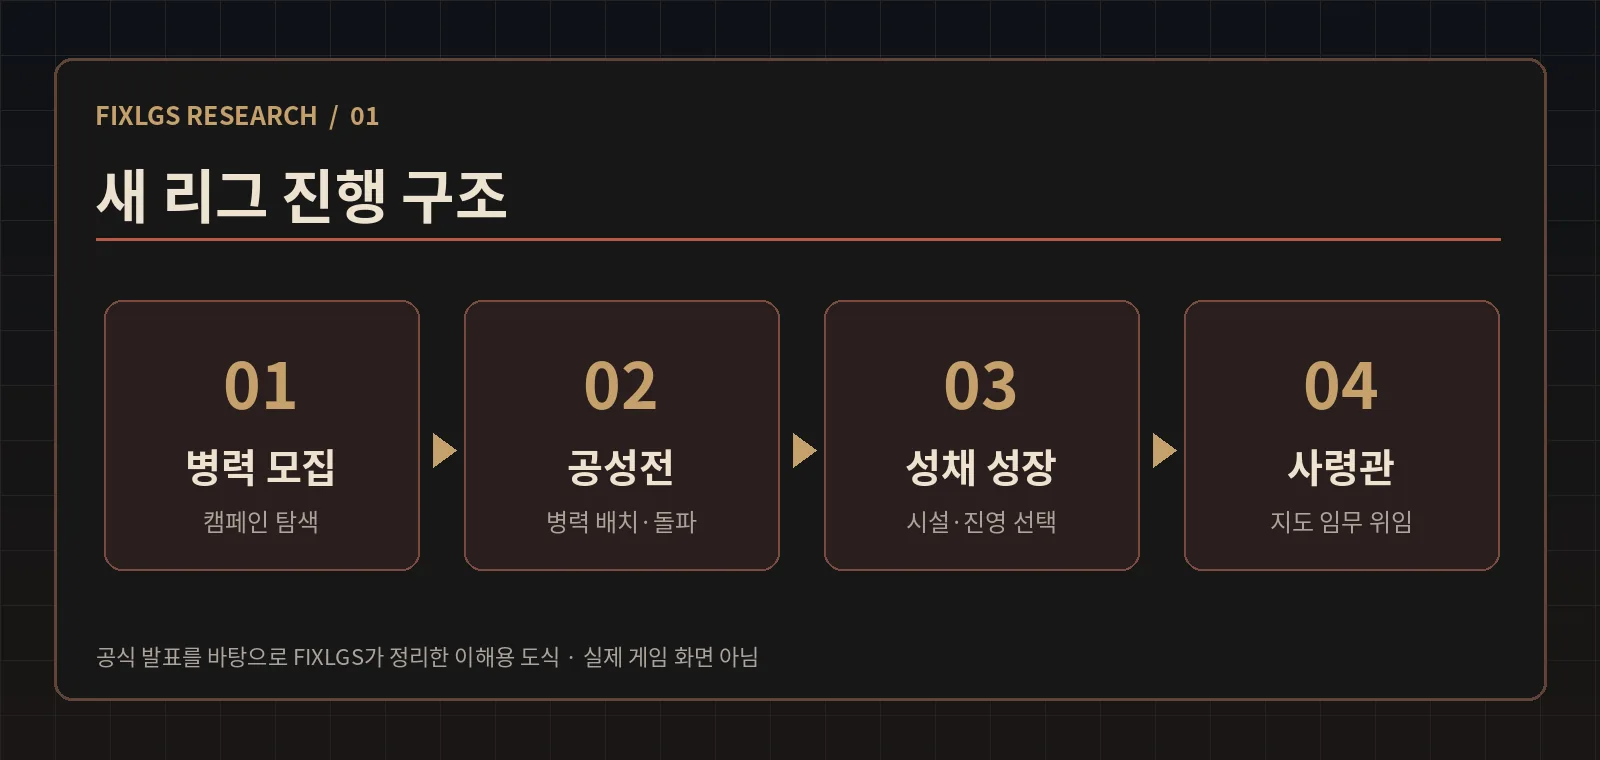 FIXLGS RESEARCH / 01
새 리그 진행 구조
01
병력 모집
캠페인 탐색
02
공성전
병력 배치·돌파
03
성채 성장
시설·진영 선택
04
사령관
지도 임무 위임
공식 발표를 바탕으로 FIXLGS가 정리한 이해용 도식 · 실제 게임 화면 아님